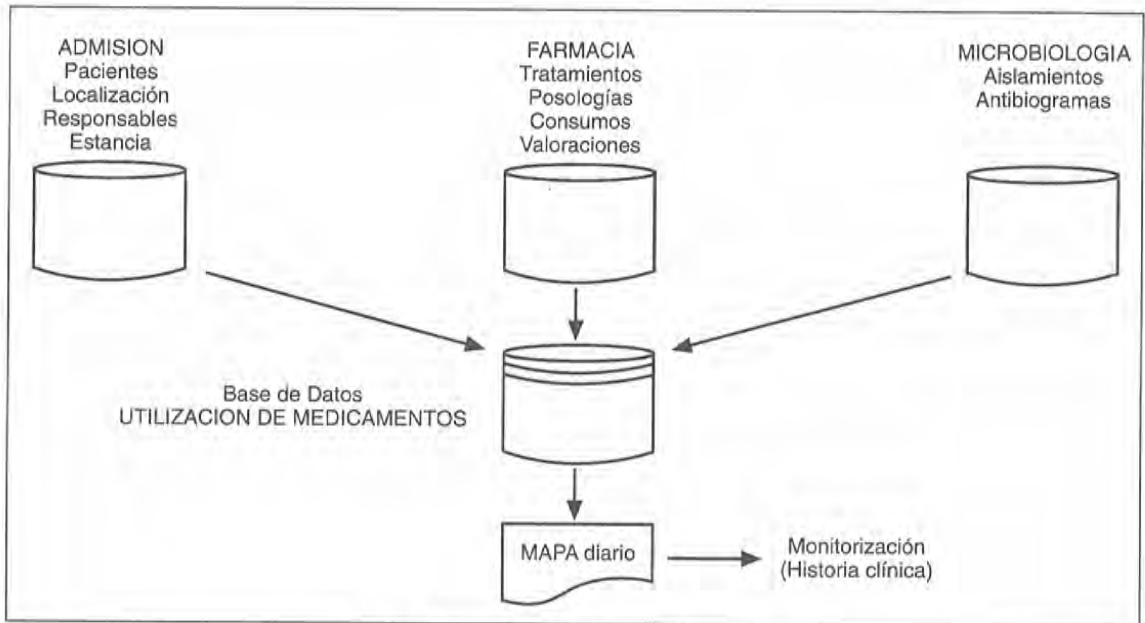 ADMISION
Pacientes
Localización
Responsables
Estancia
FARMACIA
Tratamientos
Posologías
Consumos
Valoraciones
MICROBIOLOGIA
Aislamientos
Antibiogramas
Base de Datos
UTILIZACION DE MEDICAMENTOS
MAPA diario
Monitorización
(Historia clínica)